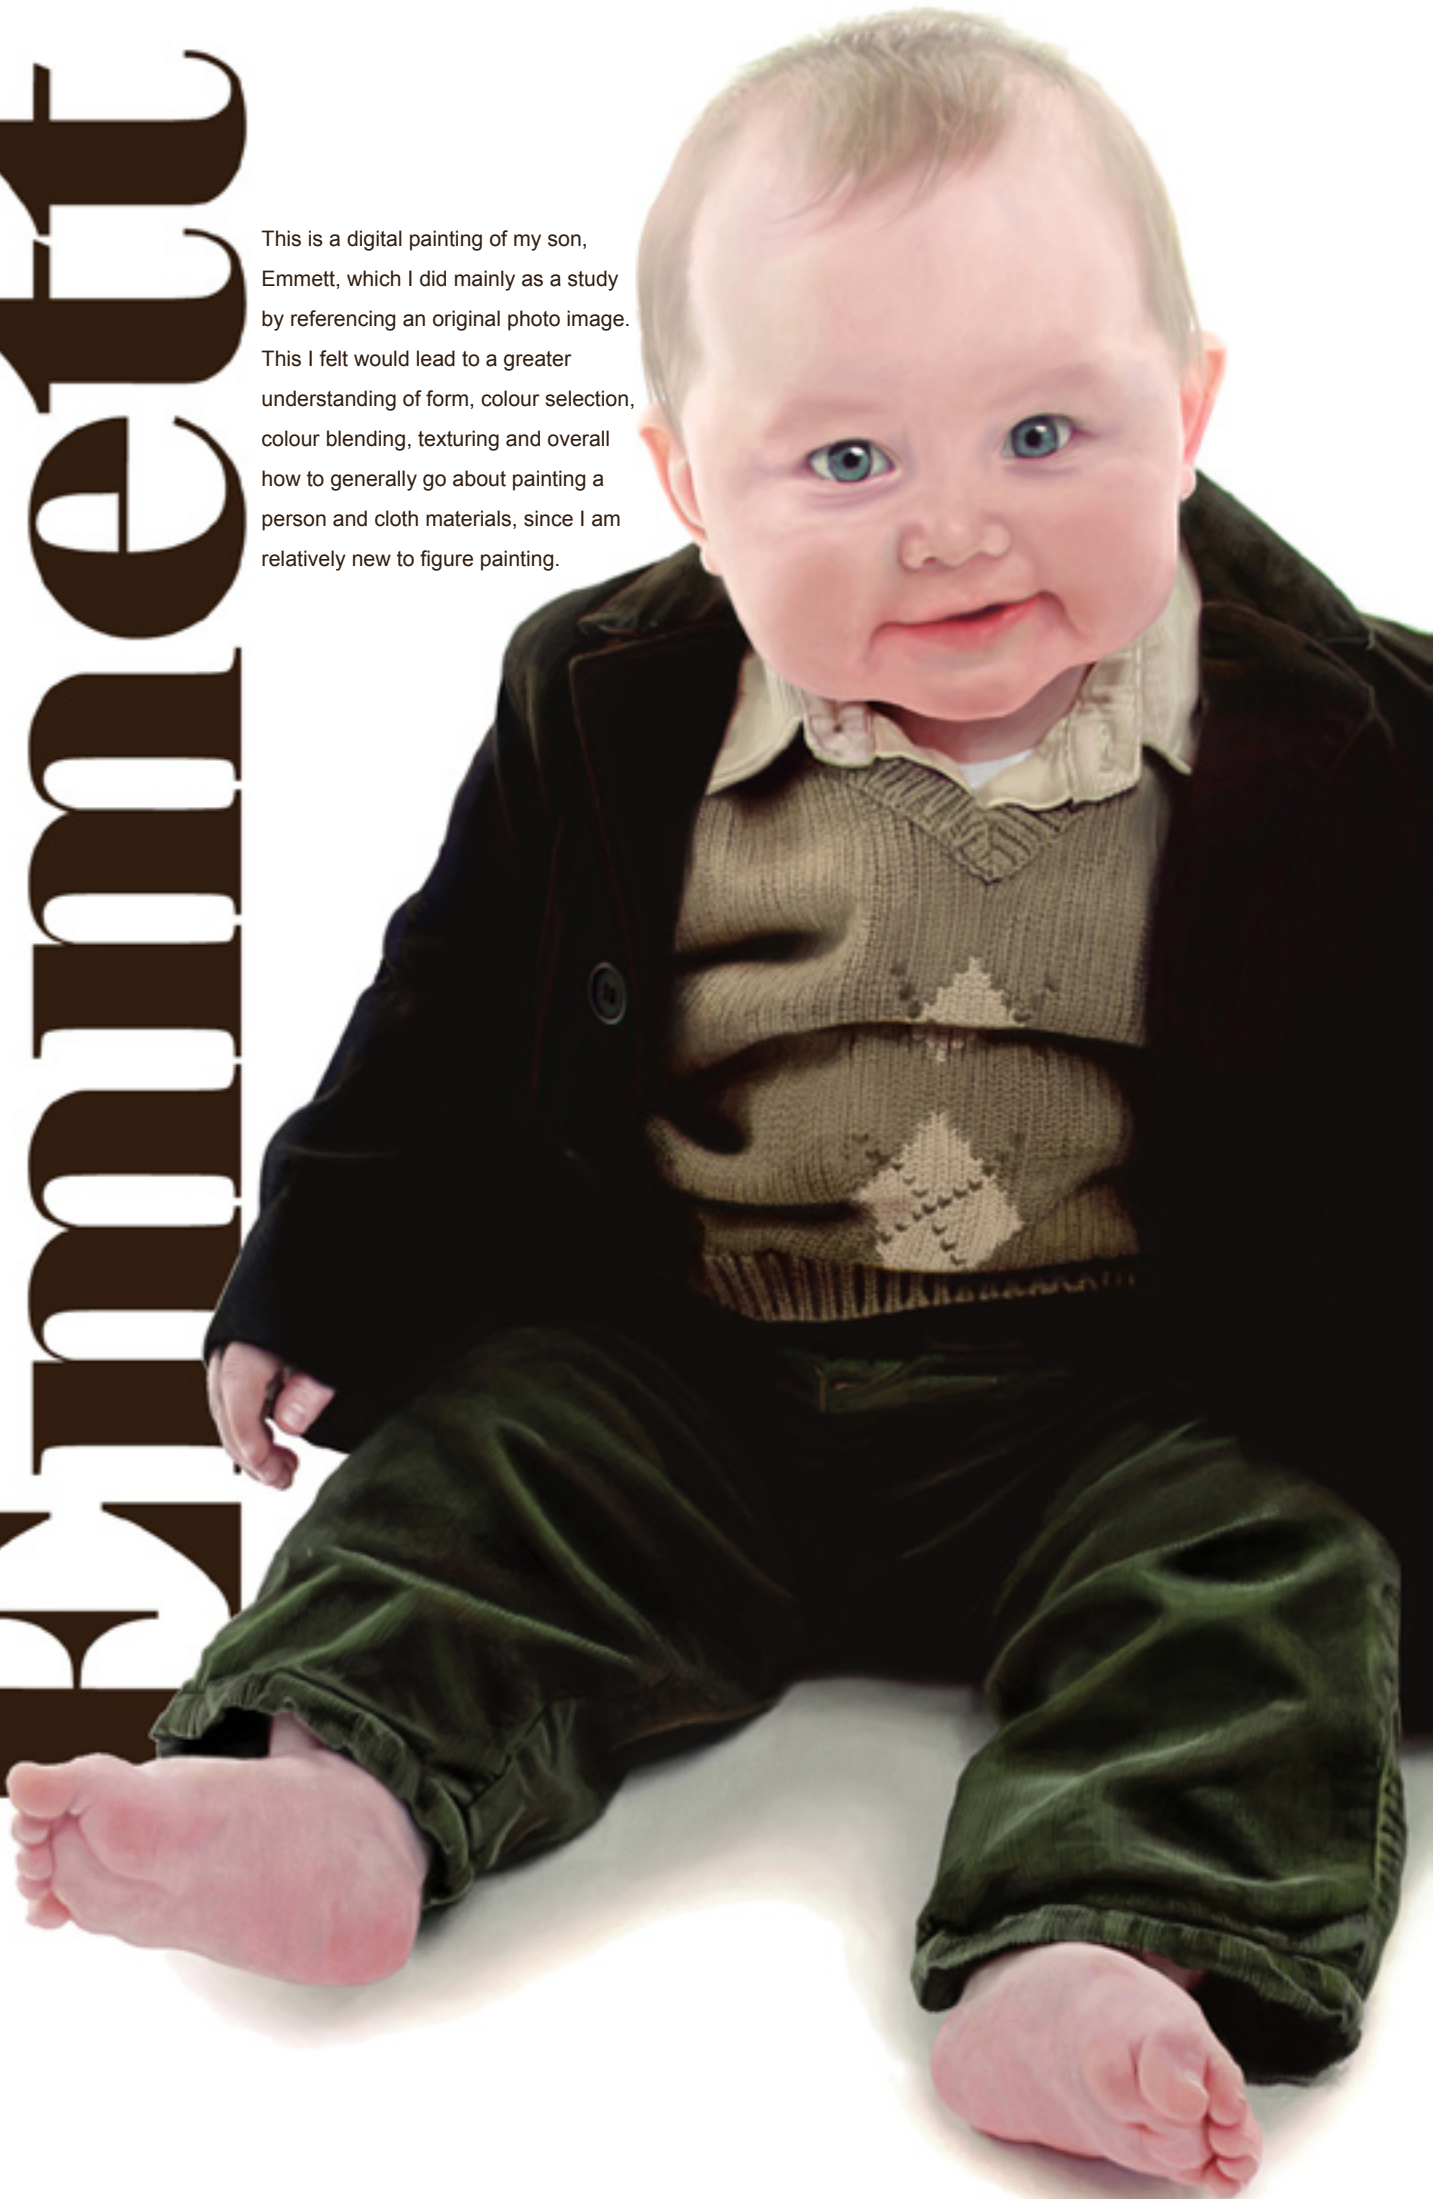 Emmett
This is a digital painting of my son,
Emmett, which I did mainly as a study
by referencing an original photo image.
This I felt would lead to a greater
understanding of form, colour selection,
colour blending, texturing and overall
how to generally go about painting a
person and cloth materials, since I am
relatively new to figure painting.